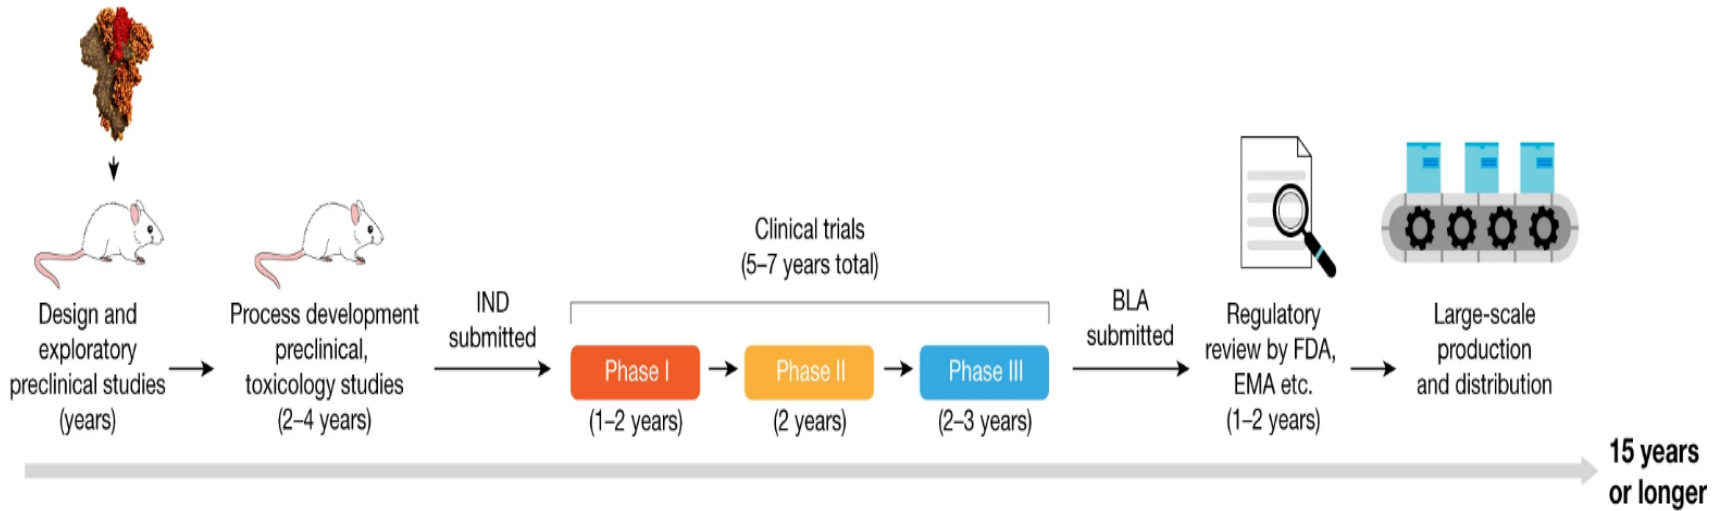 Design and
exploratory
preclinical studies
(years)
Process development
preclinical,
toxicology studies
(2–4 years)
IND
submitted
Clinical trials
(5–7 years total)
Phase I
(1–2 years)
Phase II
(2 years)
Phase III
(2–3 years)
BLA
submitted
Regulatory
review by FDA,
EMA etc.
(1–2 years)
Large-scale
production
and distribution
15 years
or longer